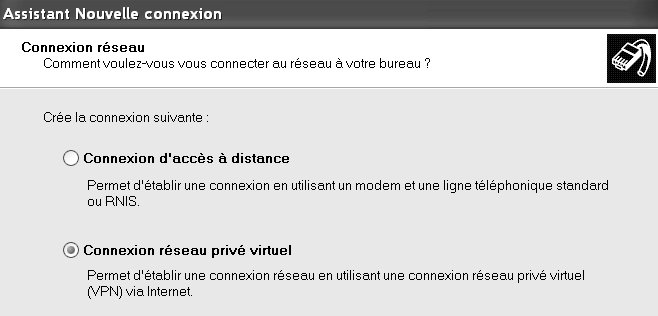 Assistant Nouvelle connexion
Connexion réseau
Comment voulez-vous vous connecter au réseau à votre bureau ?
Crée la connexion suivante :
Connexion d'accès à distance
Permet d'établir une connexion en utilisant un modem et une ligne téléphonique standard
ou RNIS.
Connexion réseau privé virtuel
Permet d'établir une connexion réseau en utilisant une connexion réseau privé virtuel
(VPN) via Internet.